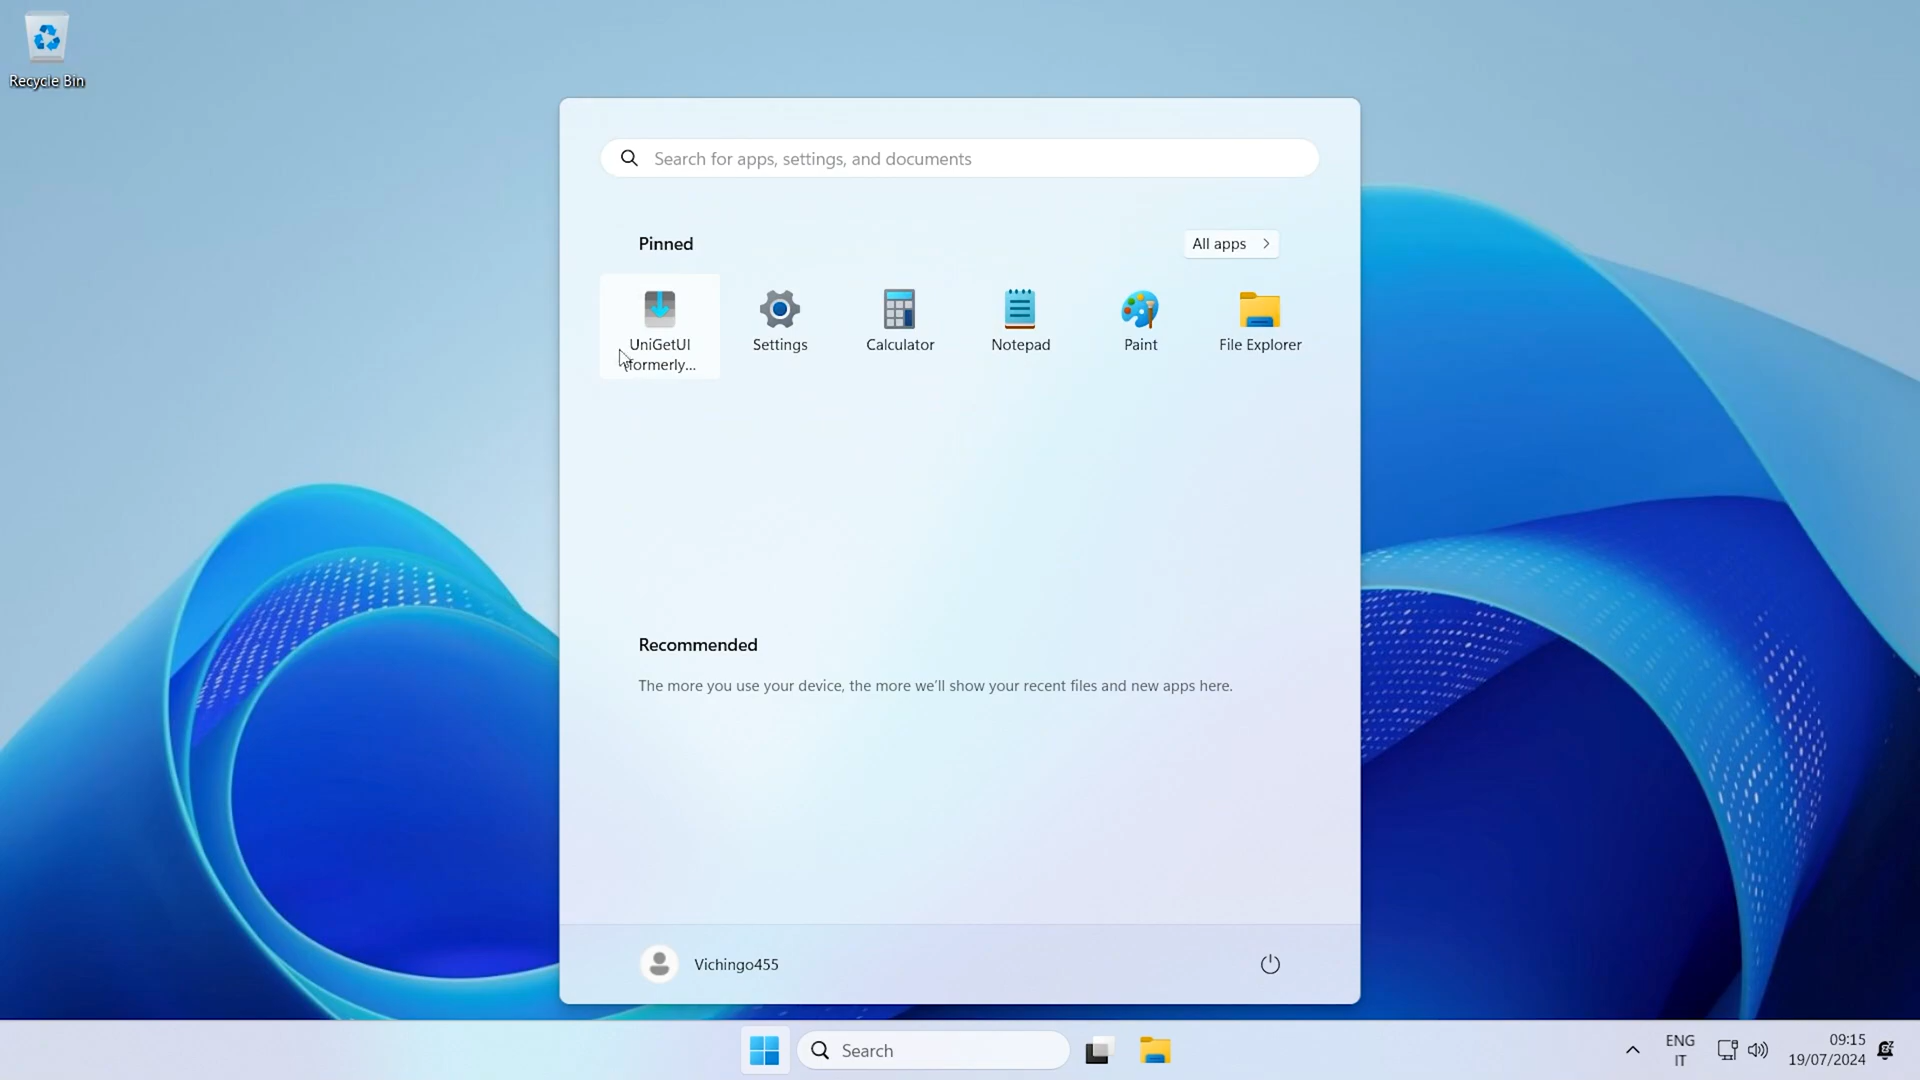 Recycle Bin
Search for apps, settings, and documents
Pinned
All apps
UniGetUI
formerly...
Settings
Calculator
Notepad
Paint
File Explorer
Recommended
The more you use your device, the more we'll show your recent files and new apps here.
Vichingo455
Search
ENG
IT
09:15
19/07/2024